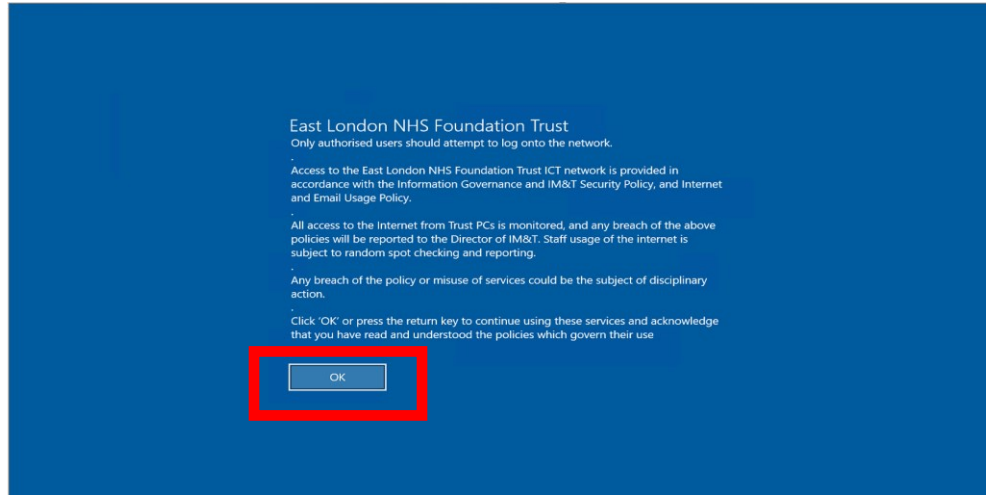 East London NHS Foundation Trust
Only authorised users should attempt to log onto the network.
.
Access to the East London NHS Foundation Trust ICT network is provided in
accordance with the Information Governance and IM&T Security Policy, and Internet
and Email Usage Policy.
.
All access to the Internet from Trust PCs is monitored, and any breach of the above
policies will be reported to the Director of IM&T. Staff usage of the internet is
subject to random spot checking and reporting.
.
Any breach of the policy or misuse of services could be the subject of disciplinary
action.
.
Click 'OK' or press the return key to continue using these services and acknowledge
that you have read and understood the policies which govern their use
OK